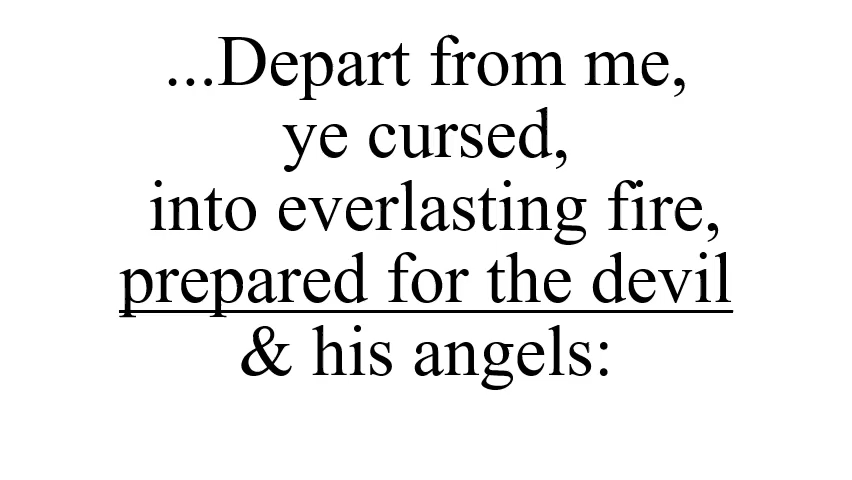 ...Depart from me,
ye cursed,
into everlasting fire,
prepared for the devil
& his angels: